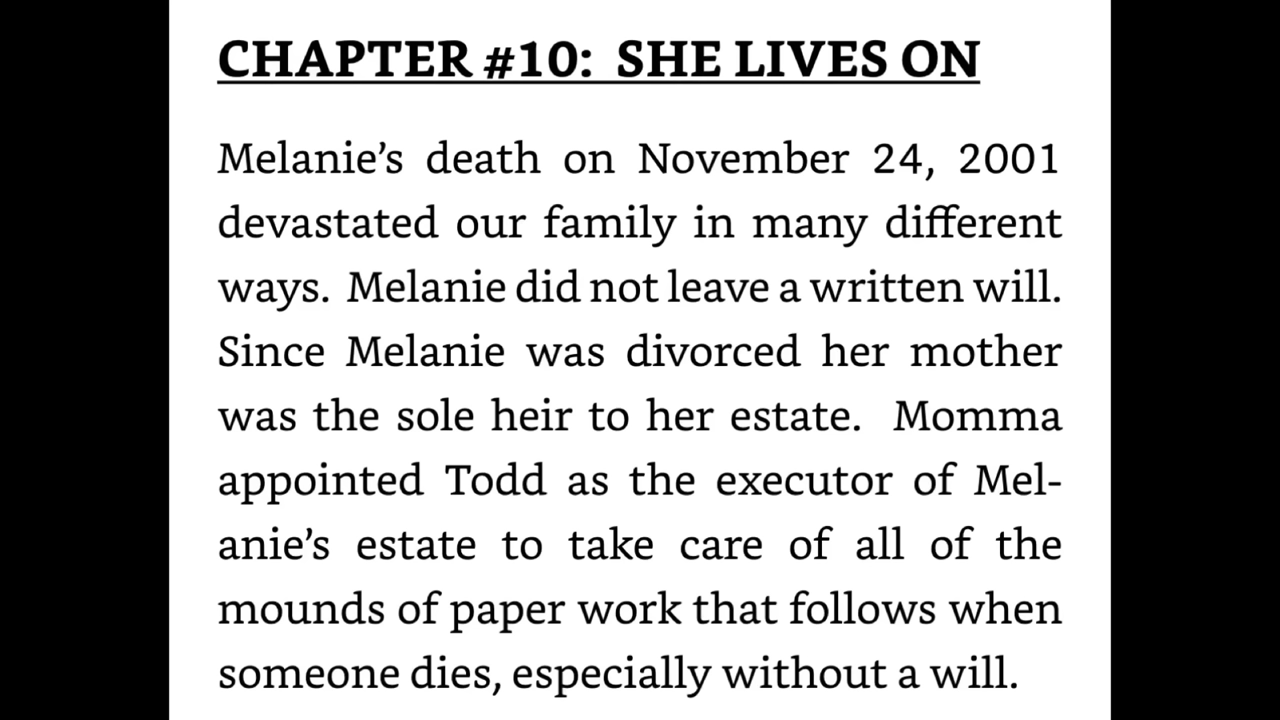 CHAPTER #10:  SHE LIVES ON
Melanie’s death on November 24, 2001
devastated our family in many different
ways.  Melanie did not leave a written will.
Since Melanie was divorced her mother
was the sole heir to her estate.  Momma
appointed Todd as the executor of Mel-
anie’s estate to take care of all of the
mounds of paper work that follows when
someone dies, especially without a will.